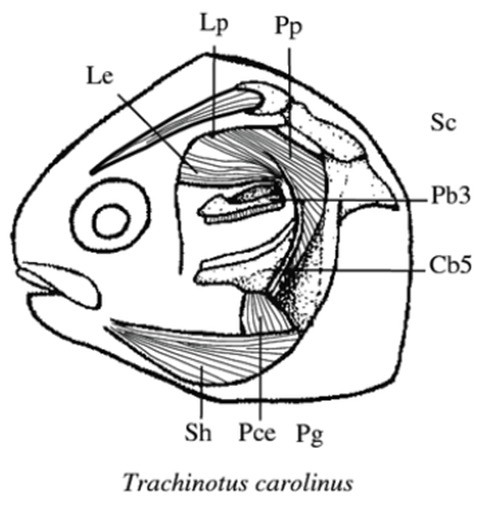 Lp Pp
Le
Sc
Pb3
Cb5
Sh Pce Pg
Trachinotus carolinus